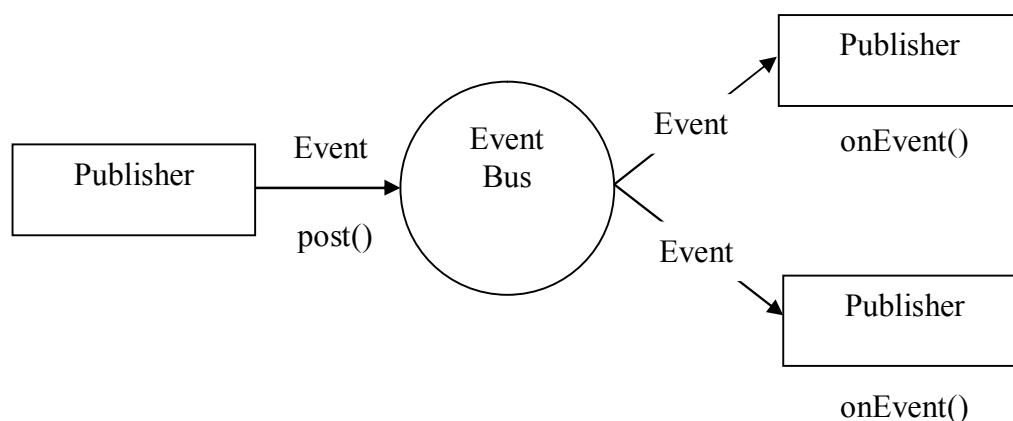 Publisher
Event
post()
Event
Bus
Event
Publisher
onEvent()
Event
Publisher
onEvent()